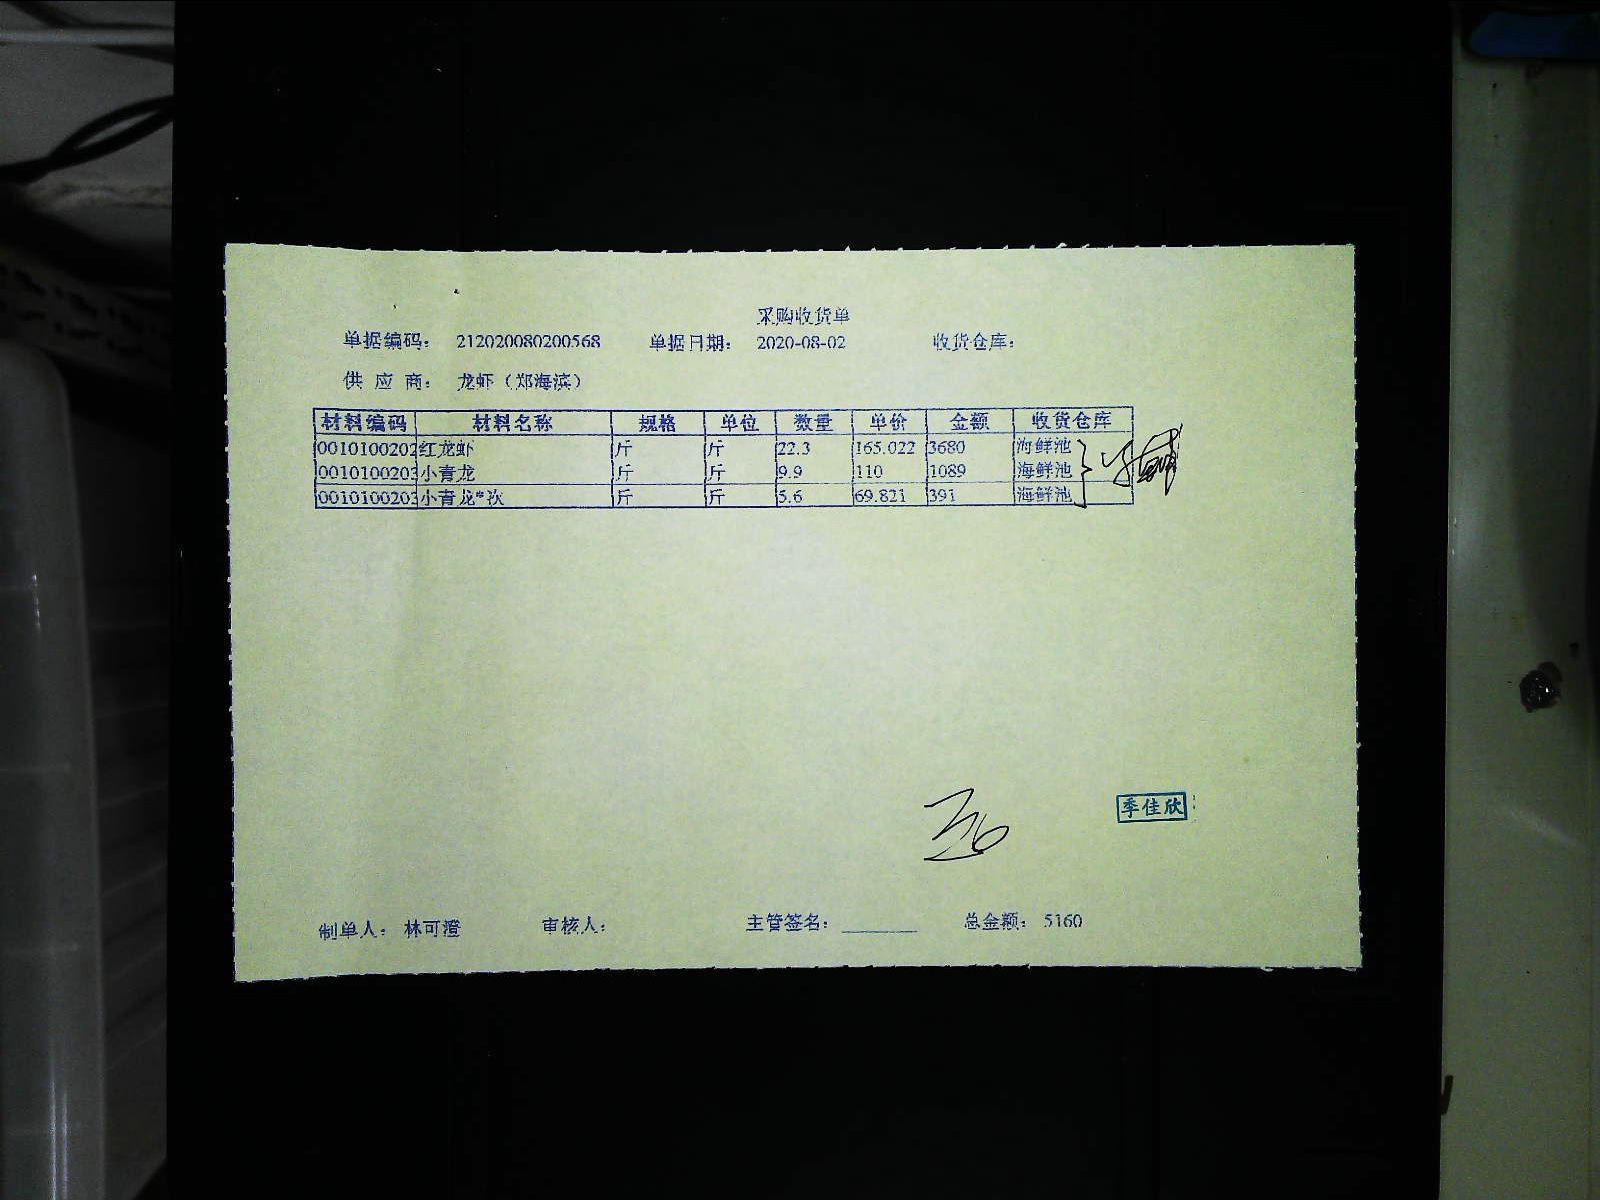 采购收货单
单据编码： 212020080200568 单据日期： 2020-08-02 收货仓库：
供 应 商： 龙虾（郑海滨）
材料编码 材料名称 规格 单位 数量 单价 金额 收货仓库
0010100202 红龙虾 斤 斤 22.3 165.022 3680 海鲜池
0010100203 小青龙 斤 斤 9.9 110 1089 海鲜池
0010100203 小青龙*次 斤 斤 5.6 69.821 391 海鲜池
季佳欣
制单人： 林可澄 审核人： 主管签名： 总金额： 5160